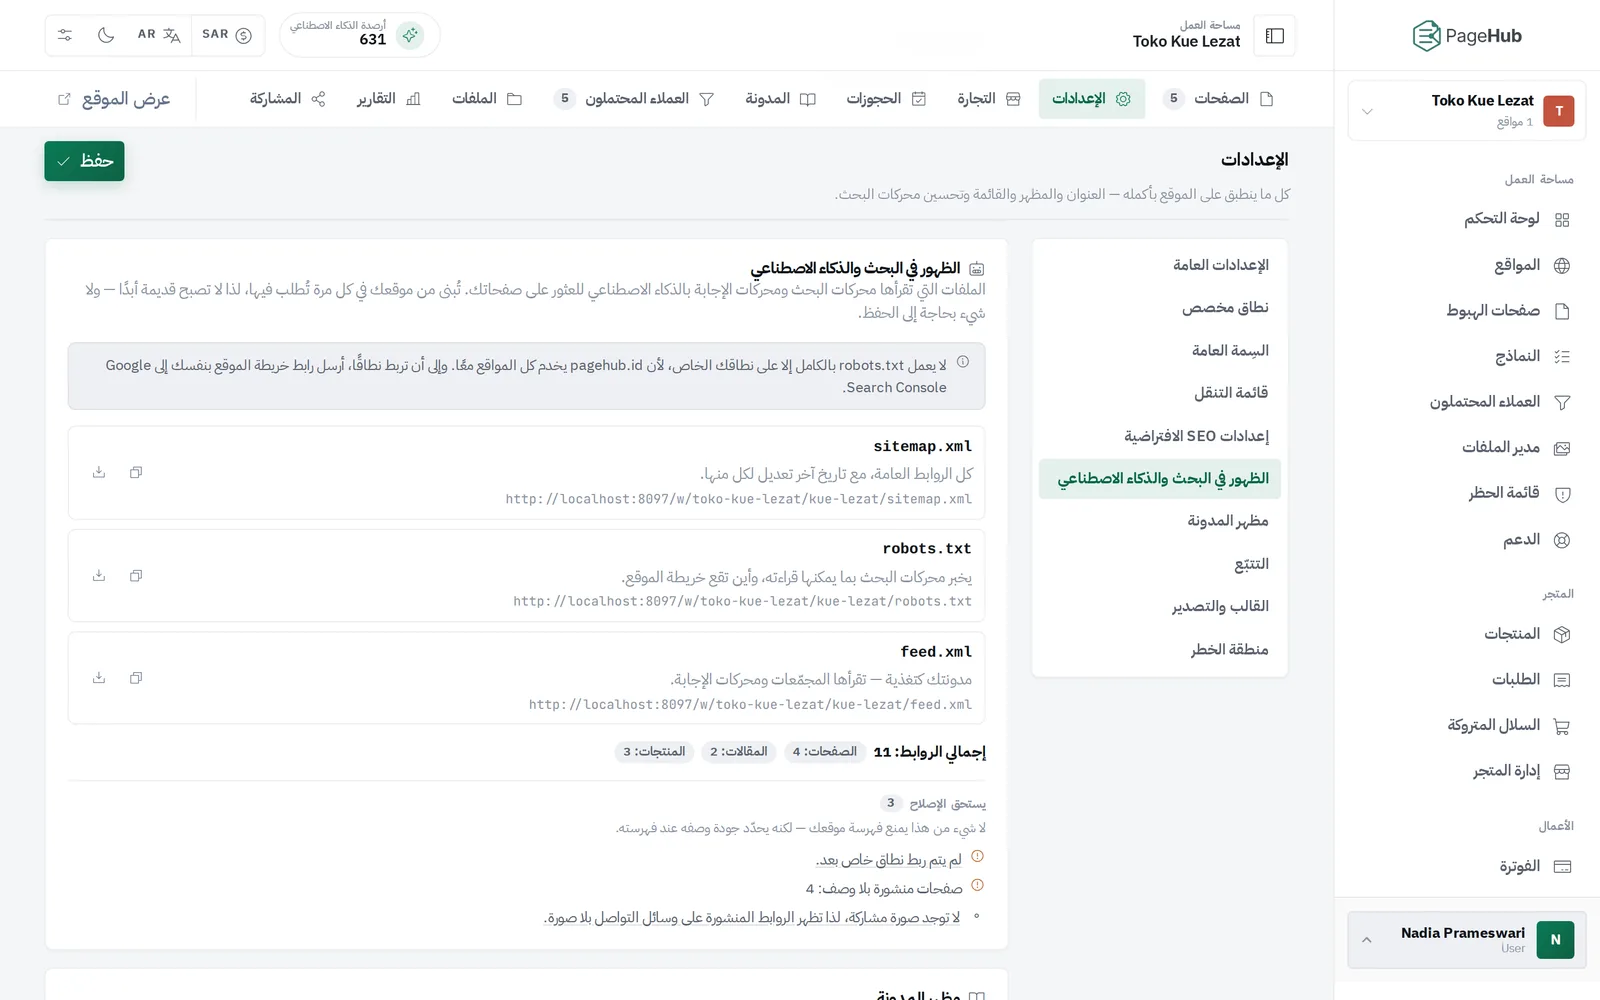 PageHub
مساحة العمل
Toko Kue Lezat
أرصدة الذكاء الاصطناعي
631
SAR
AR
T
Toko Kue Lezat
1 مواقع
مساحة العمل
لوحة التحكم
المواقع
صفحات الهبوط
النماذج
العملاء المحتملون
مدير الملفات
قائمة الحظر
الدعم
المتجر
المنتجات
الطلبات
السلال المتروكة
إدارة المتجر
الأعمال
الفوترة
N
Nadia Prameswari
User
الصفحات 5
الإعدادات
التجارة
الحجوزات
المدونة
العملاء المحتملون 5
الملفات
التقارير
المشاركة
عرض الموقع
الإعدادات
كل ما ينطبق على الموقع بأكمله — العنوان والمظهر والقائمة وتحسين محركات البحث.
حفظ
الإعدادات العامة
نطاق مخصص
السِمة العامة
قائمة التنقل
إعدادات SEO الافتراضية
الظهور في البحث والذكاء الاصطناعي
مظهر المدونة
التتبّع
القالب والتصدير
منطقة الخطر
الظهور في البحث والذكاء الاصطناعي
الملفات التي تقرأها محركات البحث ومحركات الإجابة بالذكاء الاصطناعي للعثور على صفحاتك. تُبنى من موقعك في كل مرة تُطلب فيها، لذا لا تصبح قديمة أبدًا — ولا
شيء بحاجة إلى الحفظ.
لا يعمل robots.txt بالكامل إلا على نطاقك الخاص، لأن pagehub.id يخدم كل المواقع معًا. وإلى أن تربط نطاقًا، أرسل رابط خريطة الموقع بنفسك إلى Google
Search Console.
sitemap.xml
كل الروابط العامة، مع تاريخ آخر تعديل لكل منها.
http://localhost:8097/w/toko-kue-lezat/kue-lezat/sitemap.xml
robots.txt
يخبر محركات البحث بما يمكنها قراءته، وأين تقع خريطة الموقع.
http://localhost:8097/w/toko-kue-lezat/kue-lezat/robots.txt
feed.xml
مدونتك كتغذية — تقرأها المجمّعات ومحركات الإجابة.
http://localhost:8097/w/toko-kue-lezat/kue-lezat/feed.xml
إجمالي الروابط: 11 الصفحات: 4 المقالات: 2 المنتجات: 3
يستحق الإصلاح 3
لا شيء من هذا يمنع فهرسة موقعك — لكنه يحدّد جودة وصفه عند فهرسته.
لم يتم ربط نطاق خاص بعد.
صفحات منشورة بلا وصف: 4
لا توجد صورة مشاركة، لذا تظهر الروابط المنشورة على وسائل التواصل بلا صورة.
مظهر المدونة